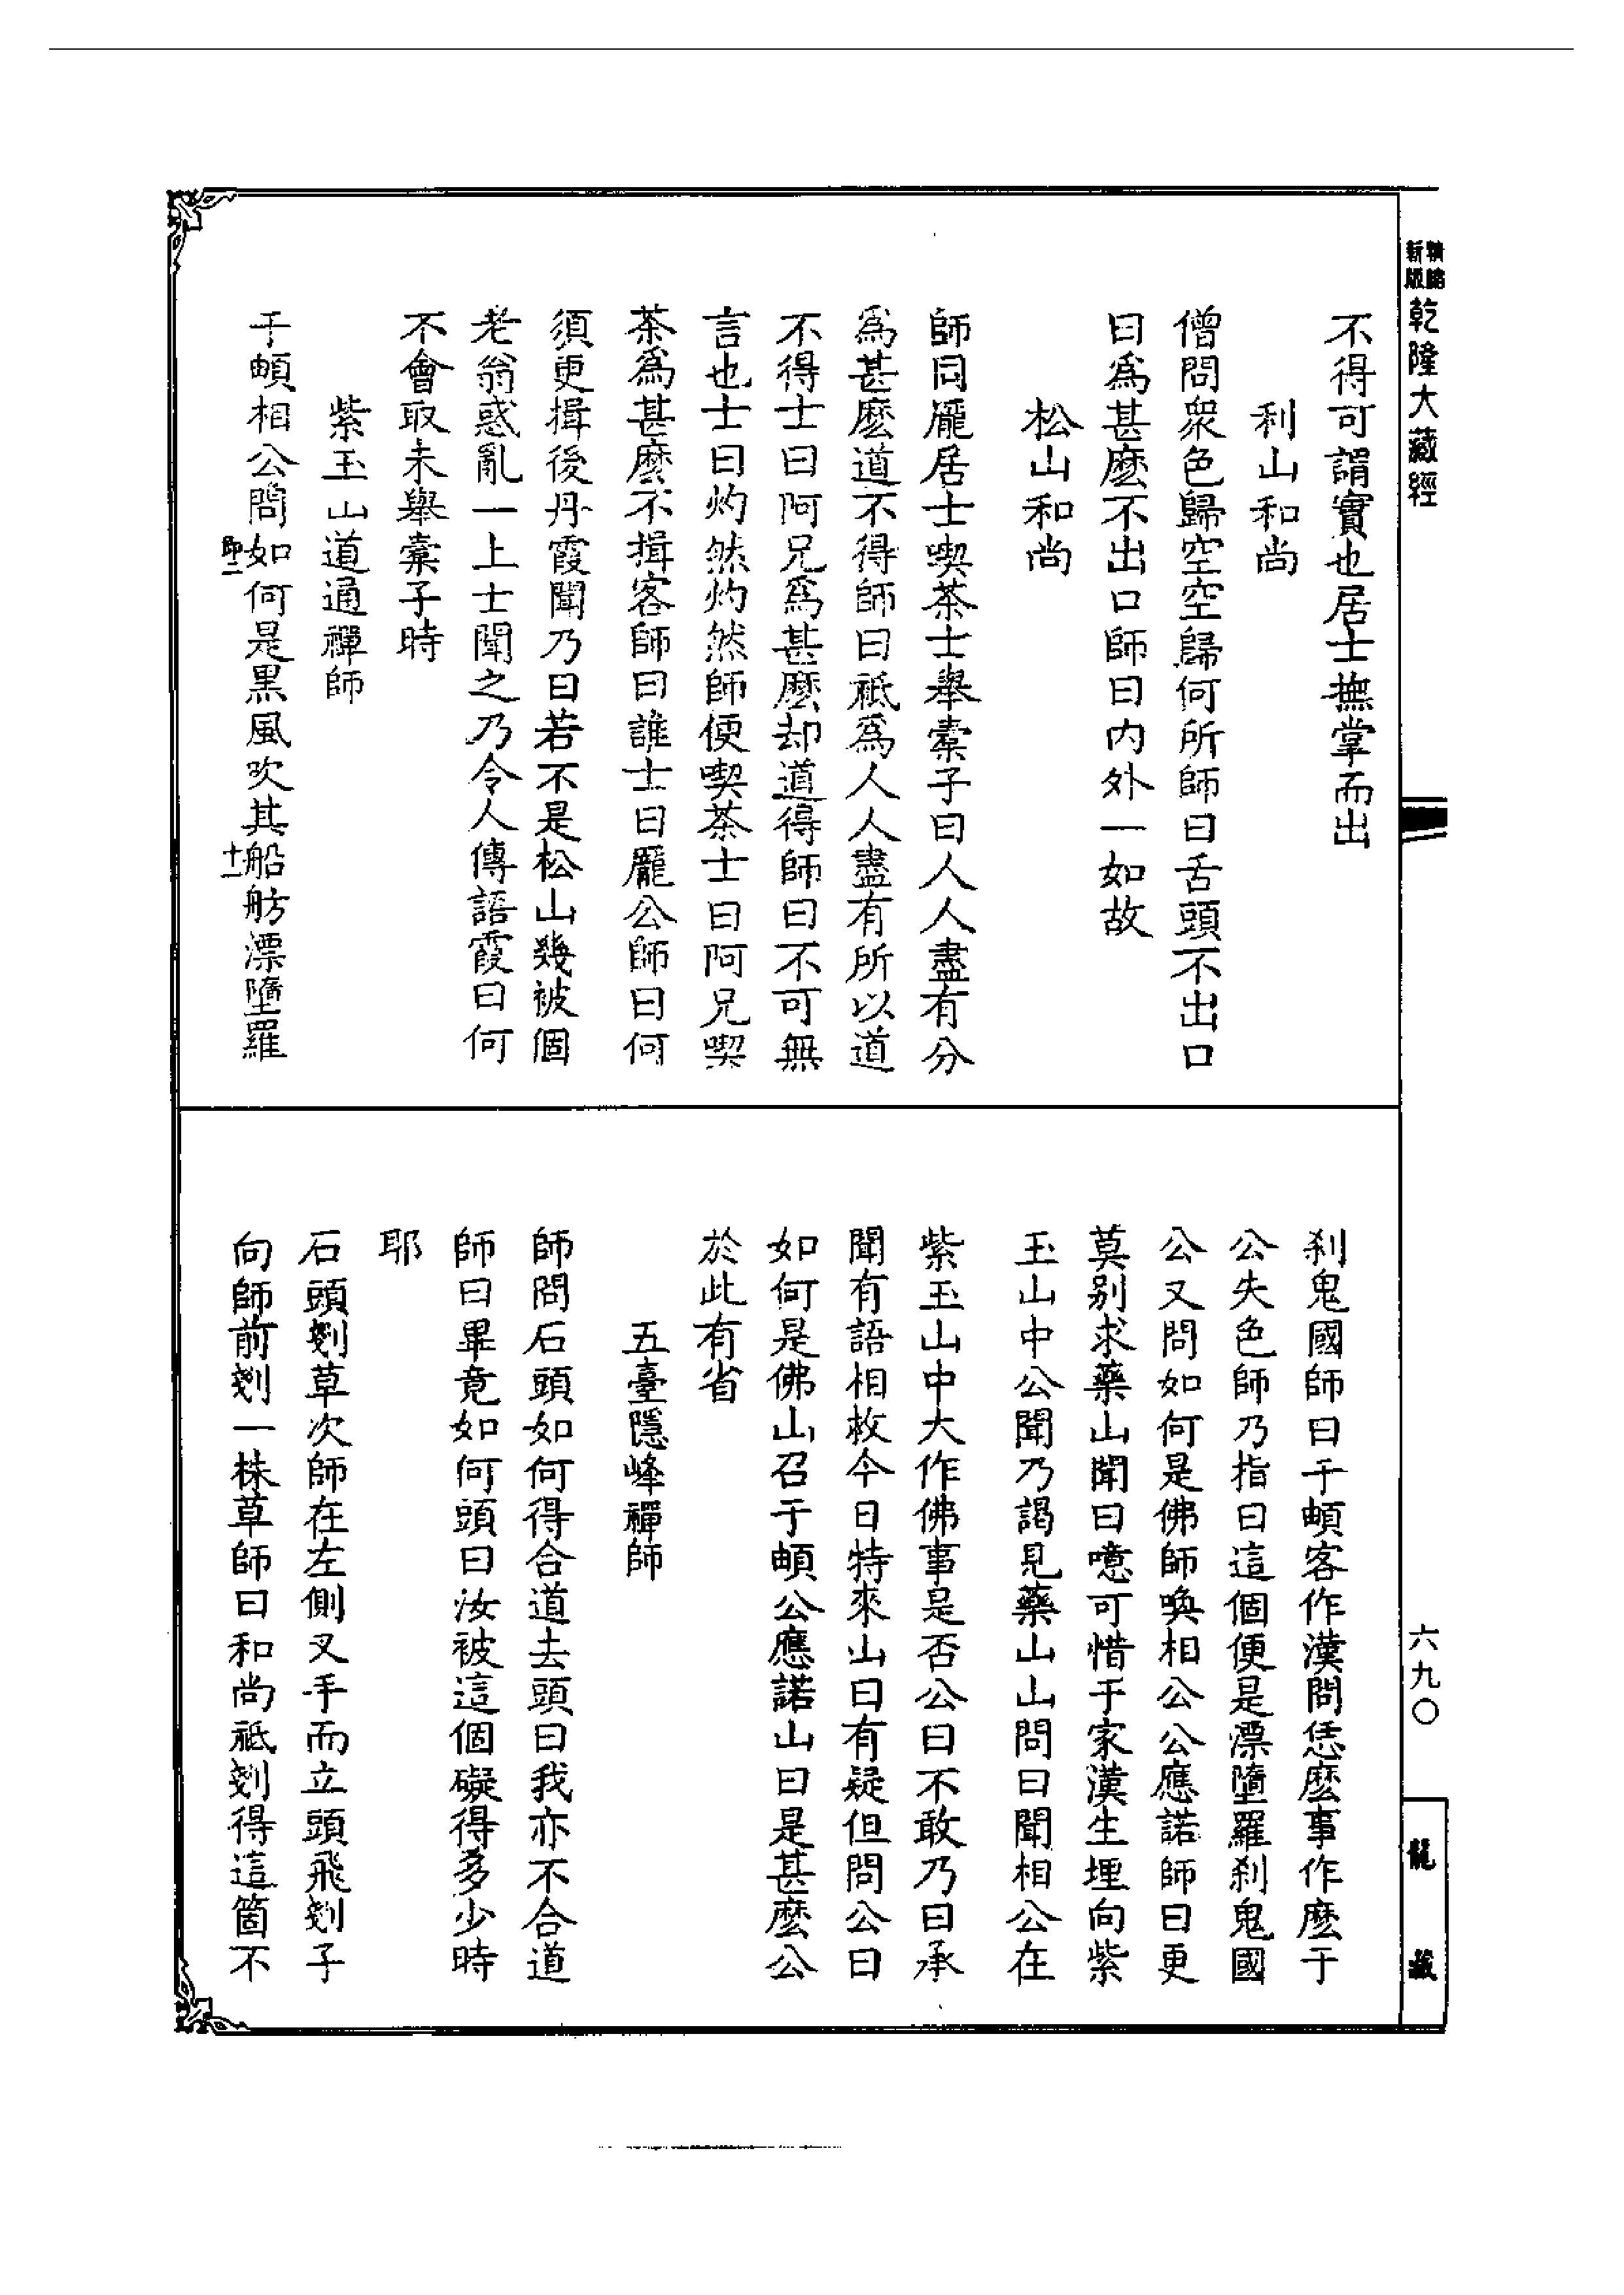 精縮新版
乾隆大藏經
不得可謂實也居士撫掌而出
利山和尚
僧問衆色歸空空歸何所師曰舌頭不出口
曰爲甚麽不出口師曰内外一如故
松山和尚
師同龐居士喫茶士舉橐子曰人人盡有分
爲甚麽道不得師曰祇爲人人盡有所以道
不得士曰阿兄爲甚麽却道得師曰不可無
言也士曰灼然灼然師便喫茶士曰阿兄喫
茶爲甚麽不揖客師曰誰士曰龐公師曰何
須更揖後丹霞聞乃曰若不是松山幾被個
老翁惑亂一上士聞之乃令人傳語霞曰何
不會取未舉橐子時
紫玉山道通禪師
于頔相公問如何是黒風吹其船舫漂墮羅
十一
刹鬼國師曰于頔客作漢問恁麽事作麽于
公失色師乃指曰這個便是漂墮羅刹鬼國
公又問如何是佛師喚相公公應諾師曰更
莫别求藥山聞曰噫可惜于家漢生埋向紫
玉山中公聞乃謁見藥山山問曰聞相公在
紫玉山中大作佛事是否公曰不敢乃曰承
聞有語相救今日特來山曰有疑但問公曰
如何是佛山召于頔公應諾山曰是甚麽公
於此有省
五臺隱峰禪師
師問石頭如何得合道去頭曰我亦不合道
師曰畢竟如何頭曰汝被這個礙得多少時
耶
石頭剗草次師在左側叉手而立頭飛剗子
向師前剗一株草師曰和尚祇剗得這箇不
六九〇
龍藏